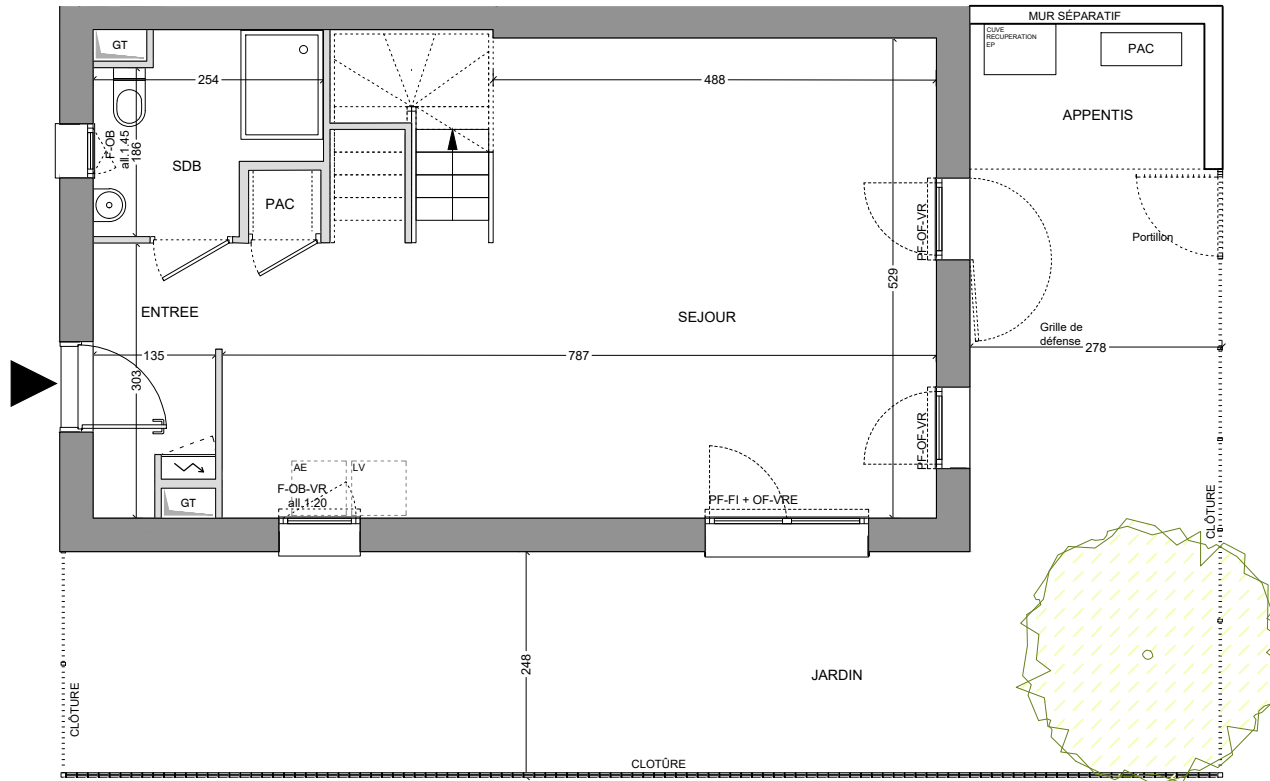 MUR SÉPARATIF
GT
CUVE
RECUPERATION
EP
PAC
254
488
APPENTIS
F-OB
all.1.45
186
SDB
PAC
PF-OF-VR
Portillon
529
ENTREE
SEJOUR
Grille de
défense
135
787
278
303
PF-OF-VR
AE
LV
F-OB-VR
all.1:20
PF-FI + OF-VRE
GT
CLÔTURE
248
JARDIN
CLÔTURE
CLOTÛRE